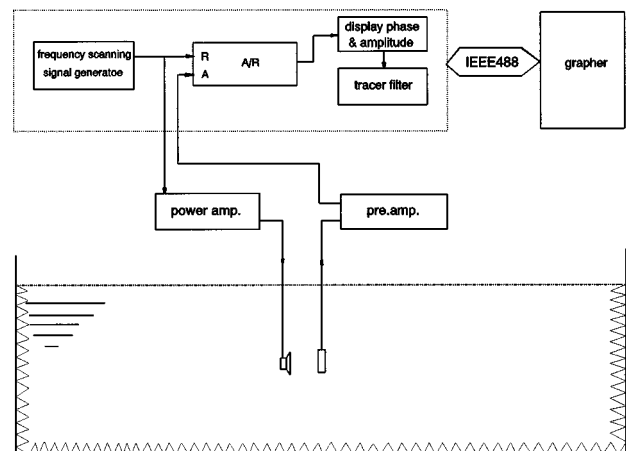 frequency scanning
signal generatoe
R
A
A/R
display phase
& amplitude
tracer filter
IEEE488
grapher
power amp.
pre.amp.